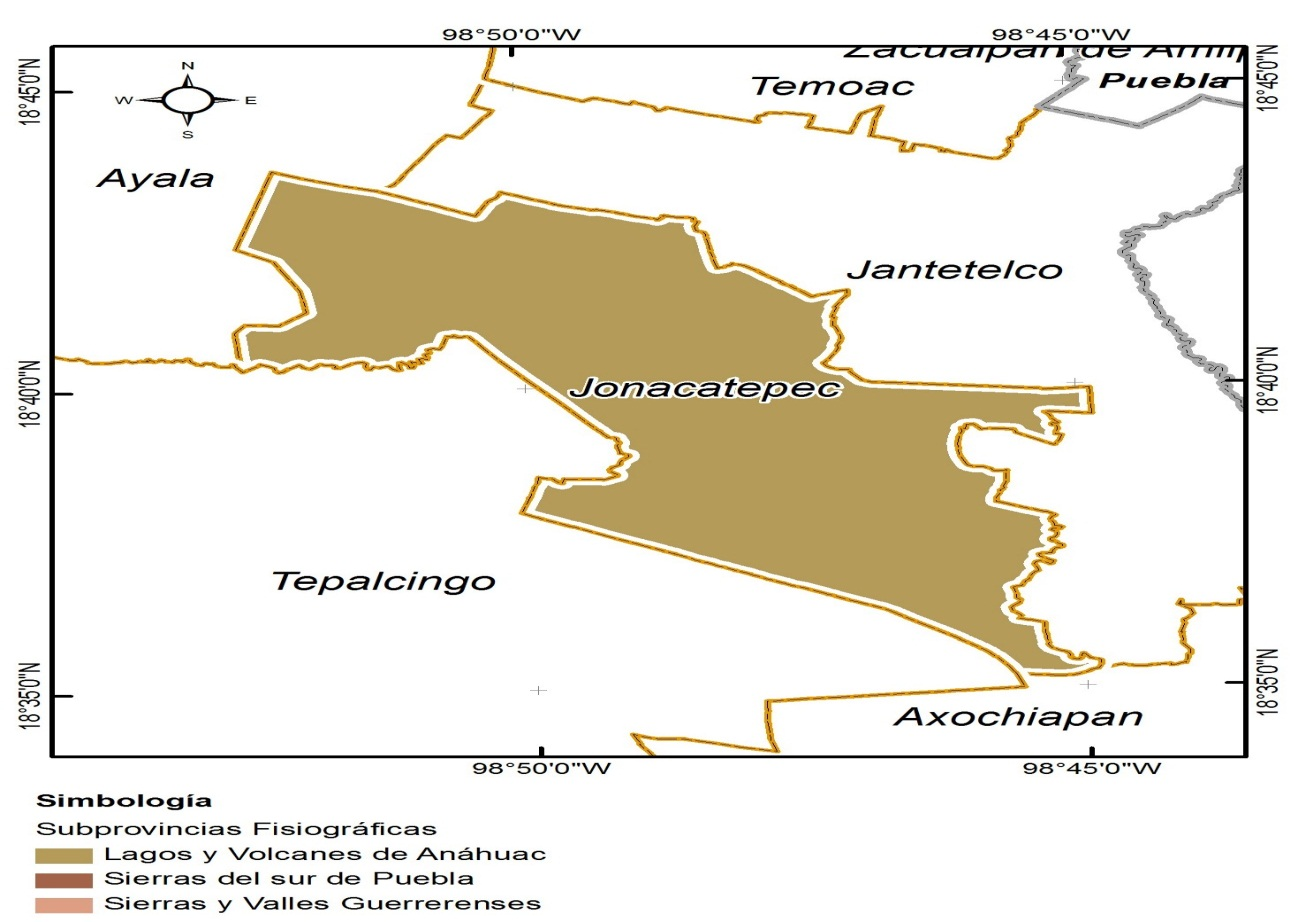 98°50'0"W 98°45'0"W
Zacualpan de Amilp
N
Temoac
Puebla
18°45'0"N
18°45'0"N
W E
S
Ayala
Jantetelco
18°40'0"N
Jonacatepec
18°40'0"N
Tepalcingo
18°35'0"N
18°35'0"N
Axochiapan
98°50'0"W 98°45'0"W
Simbología
Subprovincias Fisiográficas
Lagos y Volcanes de Anáhuac
Sierras del sur de Puebla
Sierras y Valles Guerrerenses